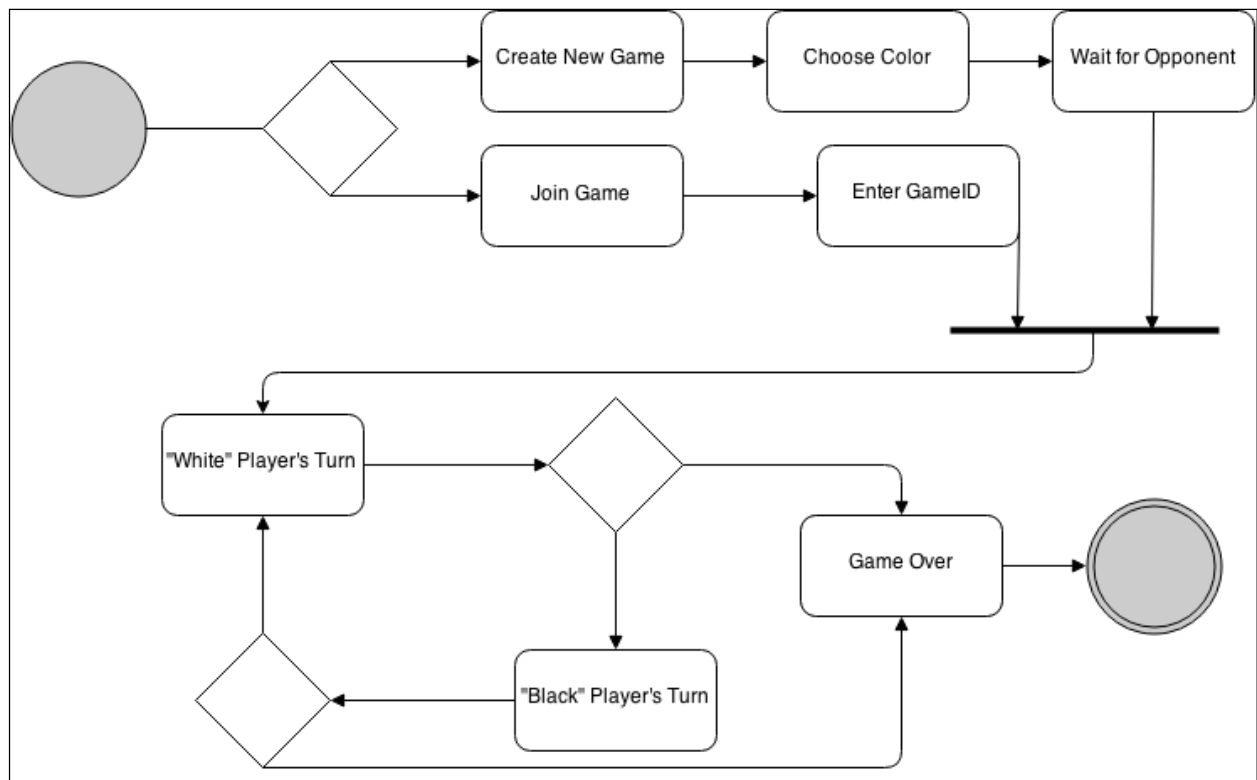 Create New Game
Choose Color
Wait for Opponent
Join Game
Enter GameID
"White" Player's Turn
Game Over
"Black" Player's Turn